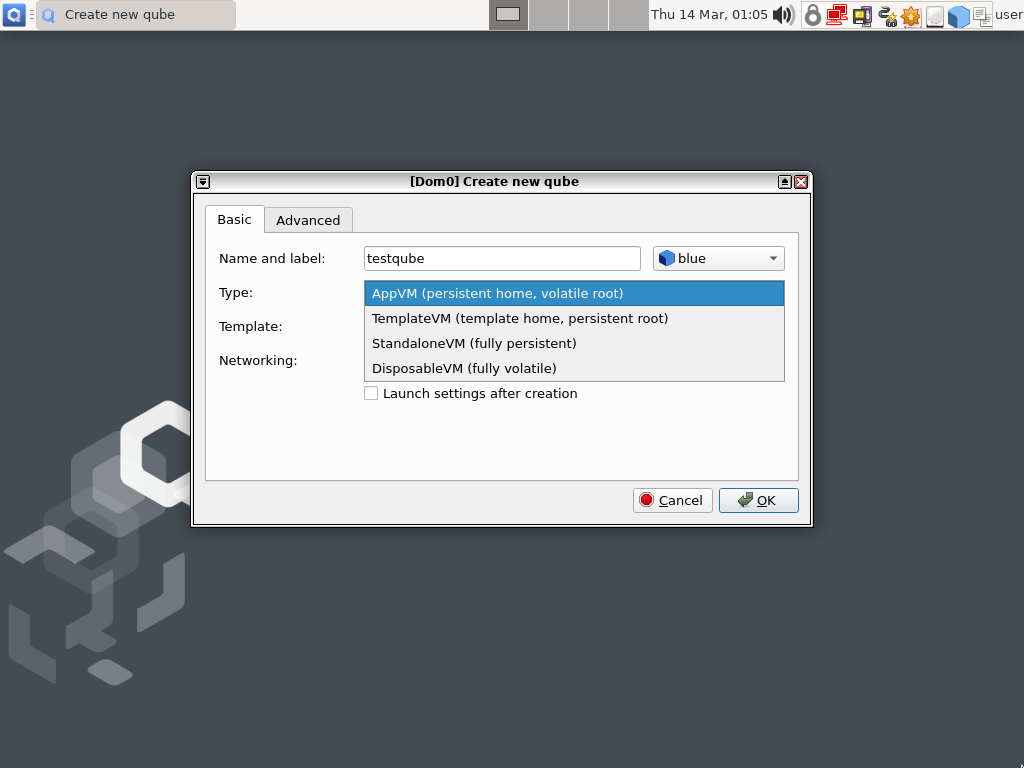 Create new qube
Thu 14 Mar, 01:05
user
[Dom0] Create new qube
Basic
Advanced
Name and label:
testqube
blue
Type:
AppVM (persistent home, volatile root)
TemplateVM (template home, persistent root)
Template:
StandaloneVM (fully persistent)
Networking:
DisposableVM (fully volatile)
Launch settings after creation
Cancel
OK